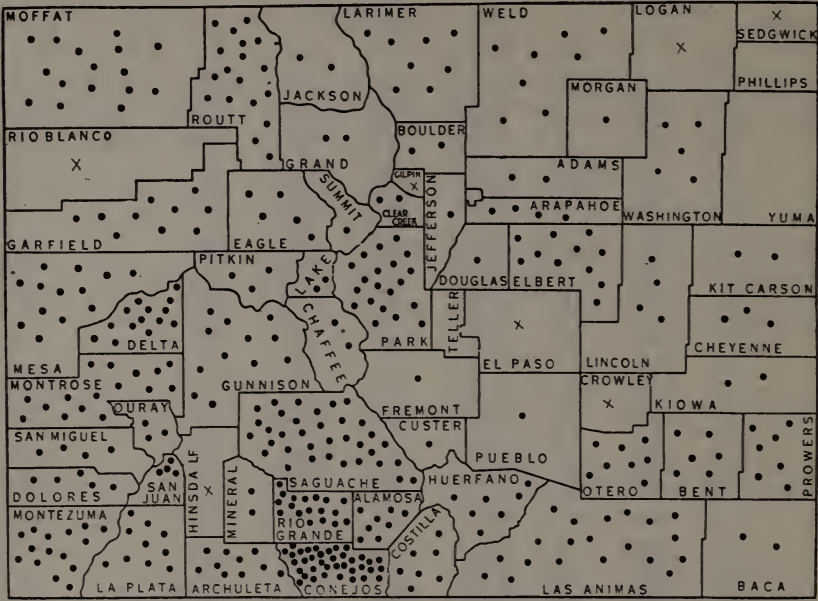 MOFFAT
LARIMER
WELD
LOGAN
SEDGWICK
PHILLIPS
JACKSON
MORGAN
ROUTT
BOULDER
RIO BLANCO
GRAND
GILPIN
ADAMS
SUMMIT
CLEAR CREEK
JEFFERSON
ARAPAHOE
WASHINGTON
YUMA
GARFIELD
EAGLE
PITKIN
LAKE
DOUGLAS
ELBERT
KIT CARSON
CHAFFEE
TELLER
DELTA
PARK
EL PASO
LINCOLN
CHEYENNE
MESA
MONTROSE
GUNNISON
CROWLEY
KIOWA
OURAY
FREMONT
CUSTER
SAN MIGUEL
PUEBLO
PROWERS
DOLORES
SAN JUAN
HINSDALF
MINERAL
SAGUACHE
HUERFANO
OTERO
BENT
MONTEZUMA
RIO GRANDE
ALAMOSA
COSTILLA
LA PLATA
ARCHULETA
CONEJOS
LAS ANIMAS
BACA